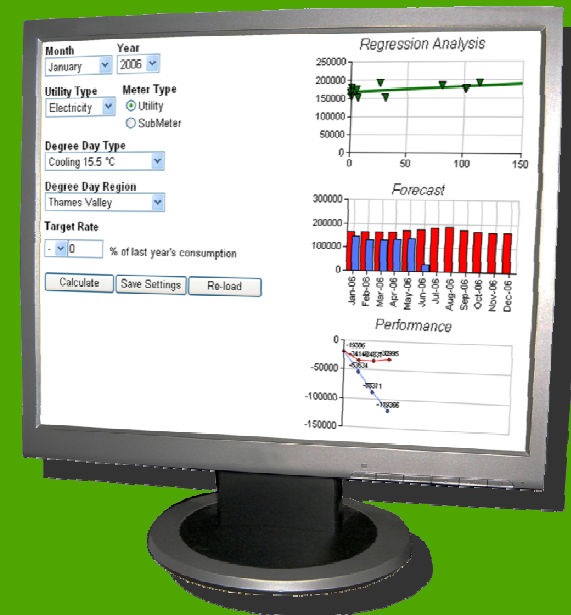 Month Year
January 2006
Utility Type Meter Type
Electricity Utility
SubMeter
Degree Day Type
Cooling 15.5 °C
Degree Day Region
Thames Valley
Target Rate
- 0 % of last year's consumption
Calculate Save Settings Re-load
Regression Analysis
250000
200000
150000
100000
50000
0
0 50 100 150
Forecast
300000
200000
100000
0
Jan-06 Feb-06 Mar-06 Apr-06 May-06 Jun-06 Jul-06 Aug-06 Sep-06 Oct-06 Nov-06 Dec-06
Performance
0
-50000
-100000
-150000